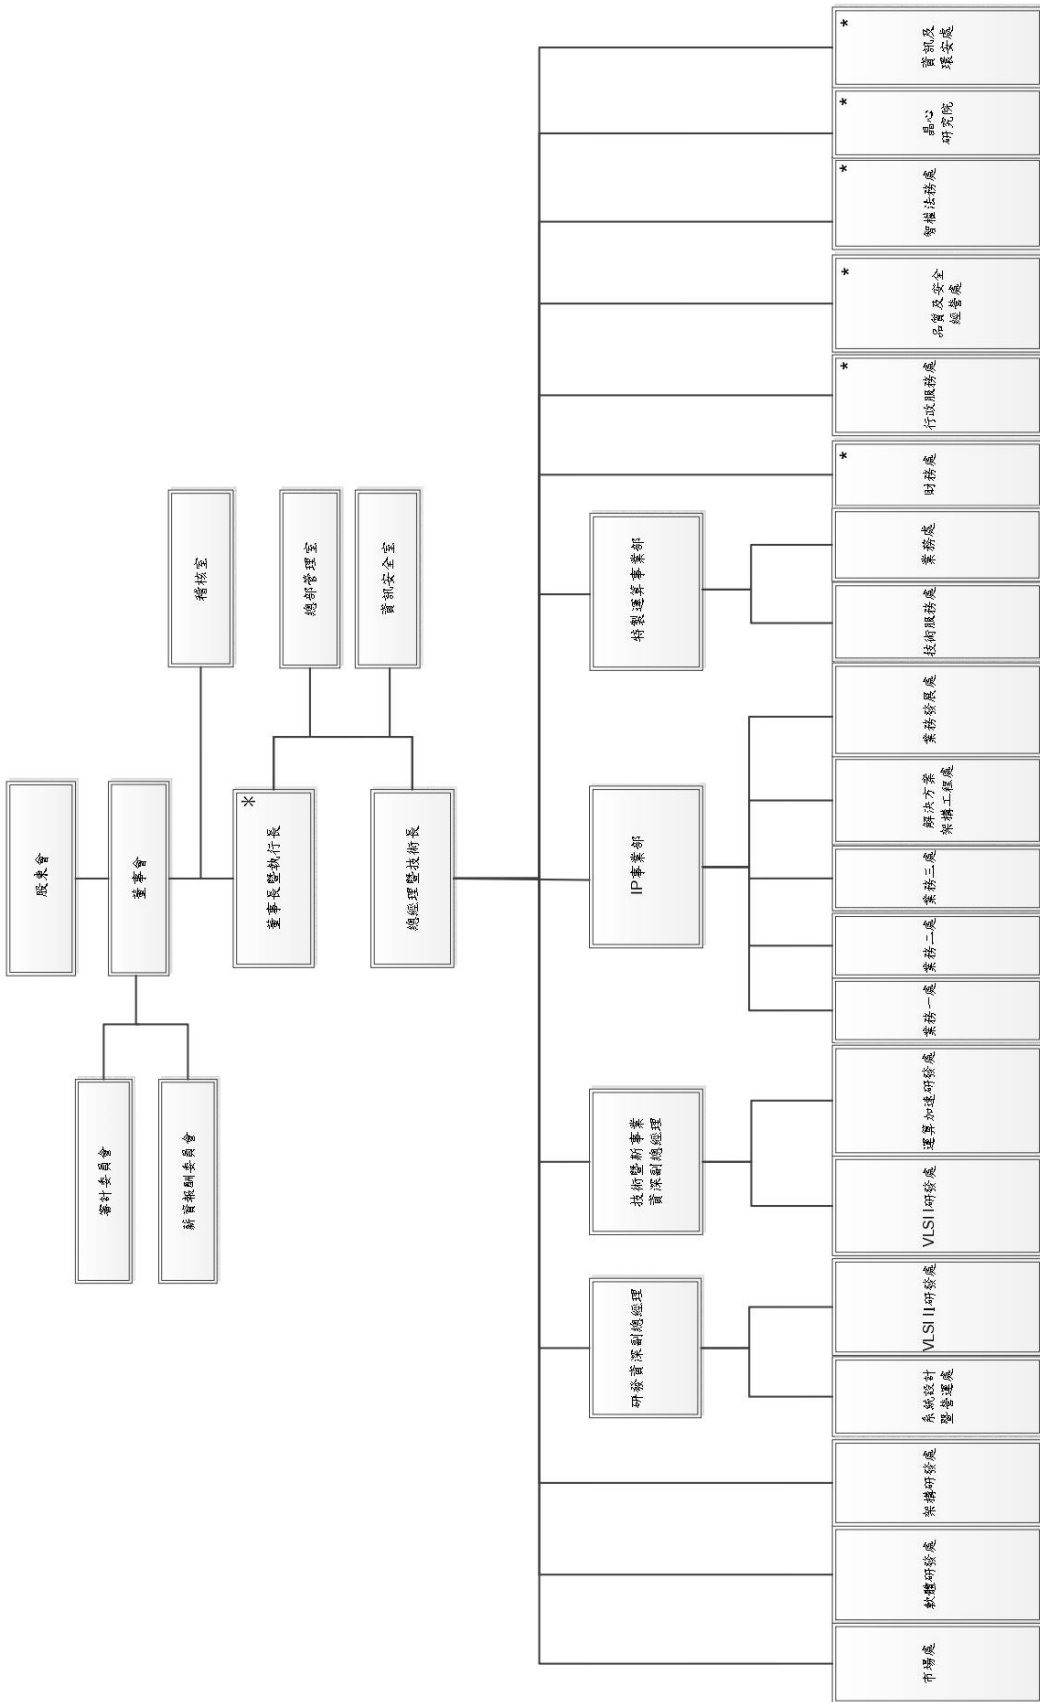 股東會
董事會
審計委員會
薪資報酬委員會
稽核室
*
董事長暨執行長
總經理暨技術長
總部管理室
資訊安全室
研發資深副總經理
技術暨新事業
資深副總經理
IP事業部
特製運算事業部
市場處
軟體研發處
架構研發處
系統設計
暨營運處
VLSI II研發處
VLSI I研發處
運算加速研發處
業務一處
業務二處
業務三處
解決方案
架構工程處
業務發展處
技術服務處
業務處
*
財務處
*
行政服務處
*
品質及安全
經營處
*
智權法務處
*
晶心
研究院
*
資訊及
環安處